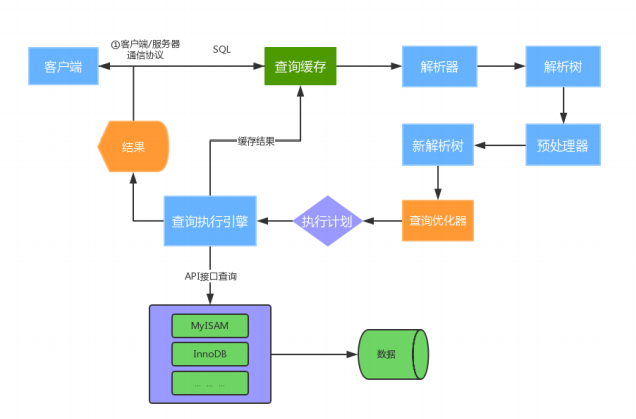 ①客户端/服务器
通信协议
SQL
客户端
查询缓存
解析器
解析树
结果
缓存结果
新解析树
预处理器
查询执行引擎
执行计划
查询优化器
API接口查询
MyISAM
InnoDB
... ... ...
数据